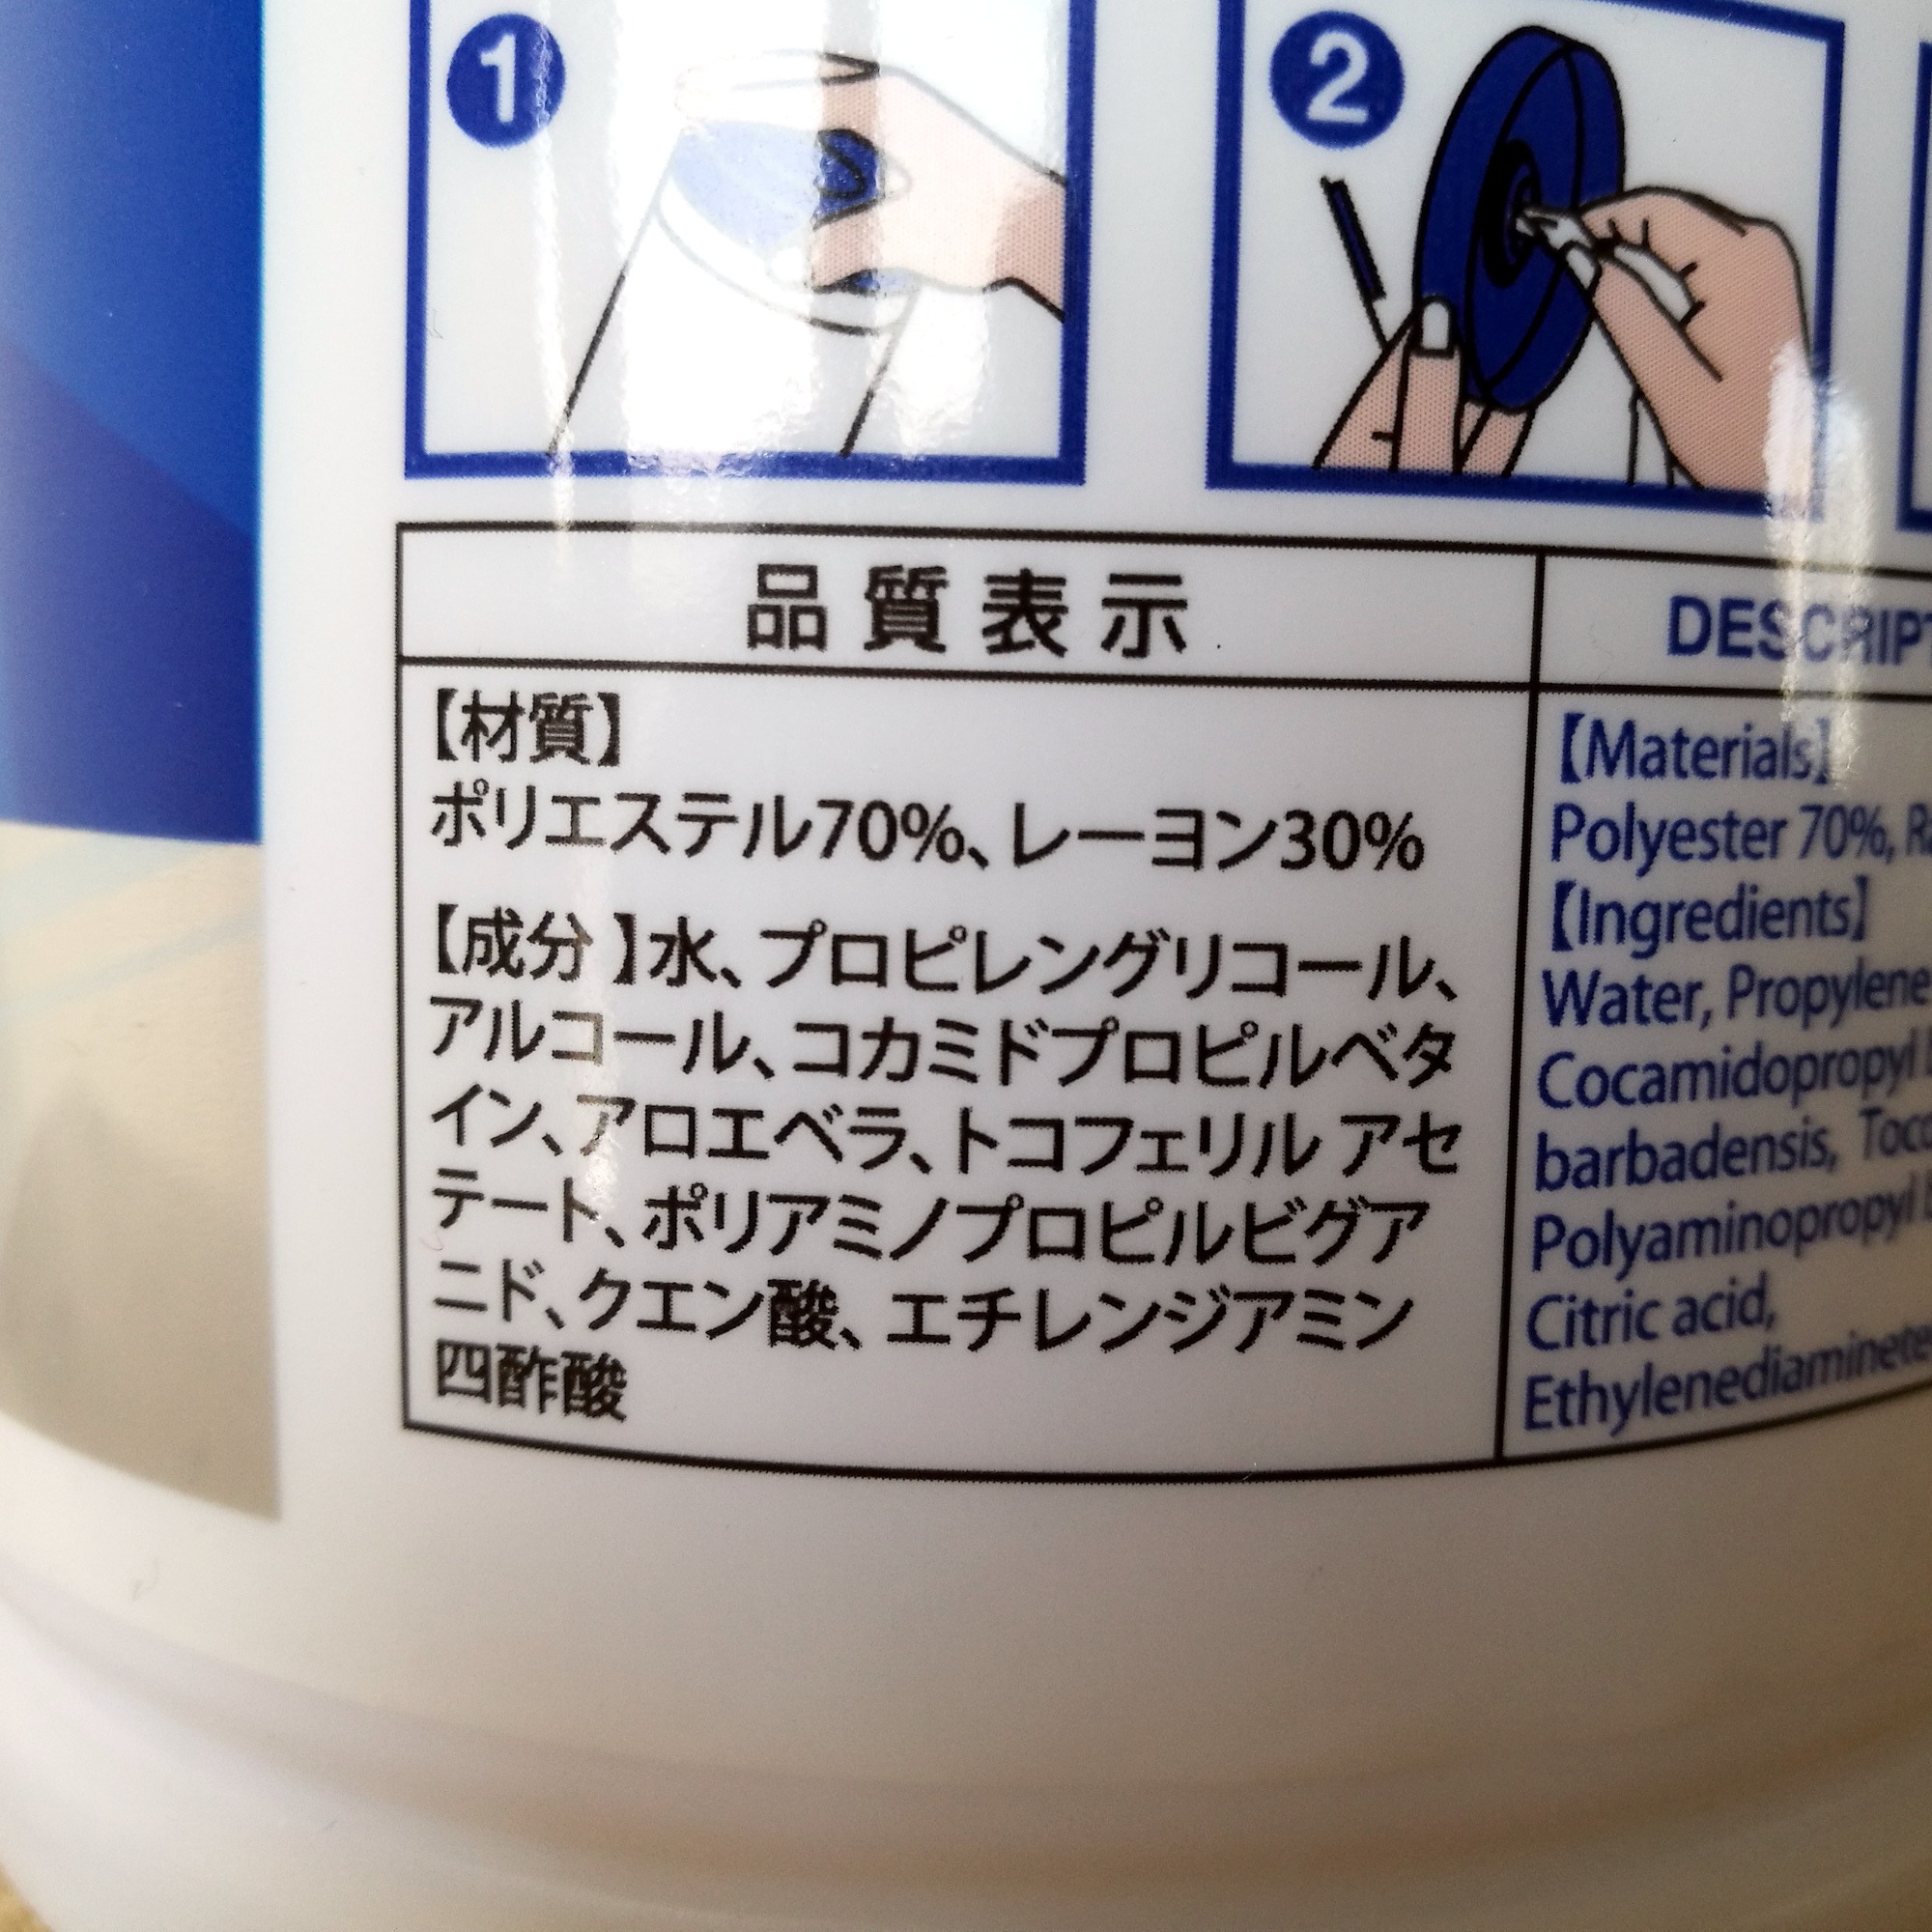 1
2
品質表示
【材質】
ポリエステル70%、レーヨン30%
【成分 】水、プロピレングリコール、
アルコール、コカミドプロピルベタ
イン、アロエベラ、トコフェリル アセ
テート、ポリアミノプロピルビグア
ニド、クエン酸、エチレンジアミン
四酢酸
【Materials】
Polyester 70%,
【Ingredients】
Water, Propylene
Cocamidopropyl
barbadensis,
Polyaminopropyl
Citric acid,